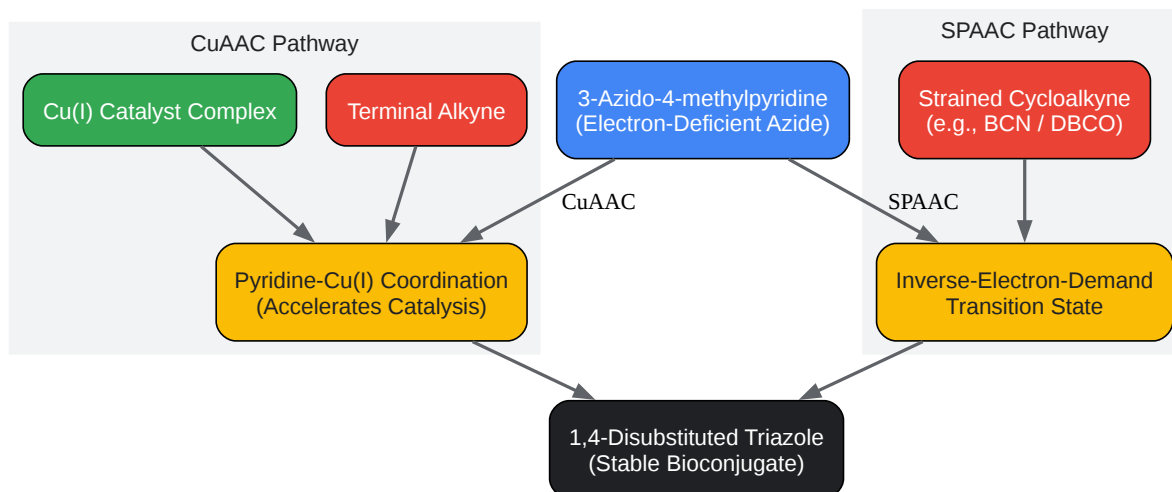 CuAAC Pathway
SPAAC Pathway
Cu(I) Catalyst Complex
Terminal Alkyne
3-Azido-4-methylpyridine
(Electron-Deficient Azide)
Strained Cycloalkyne
(e.g., BCN / DBCO)
CuAAC
SPAAC
Pyridine-Cu(I) Coordination
(Accelerates Catalysis)
Inverse-Electron-Demand
Transition State
1,4-Disubstituted Triazole
(Stable Bioconjugate)